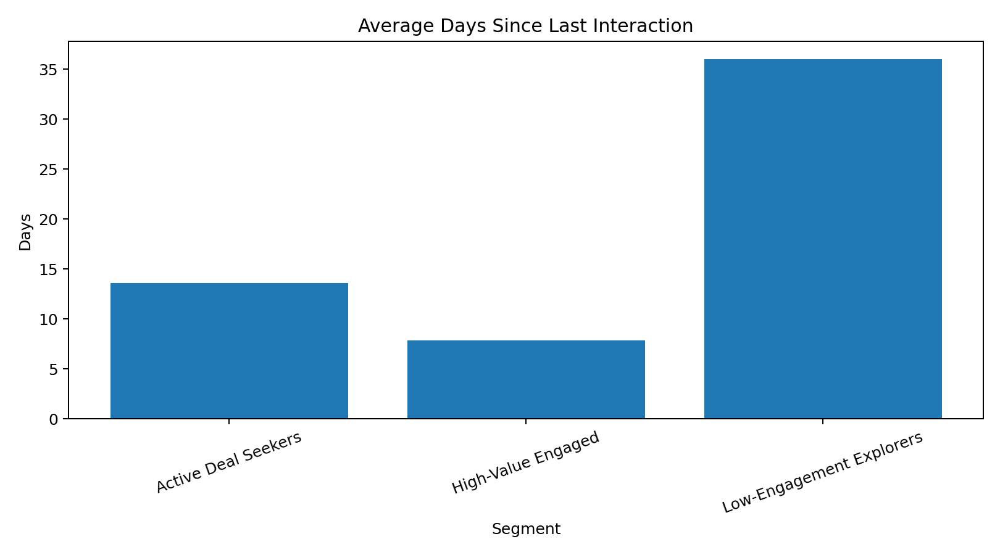 Average Days Since Last Interaction
35
30
25
20
15
10
5
0
Days
Active Deal Seekers
High-Value Engaged
Low-Engagement Explorers
Segment